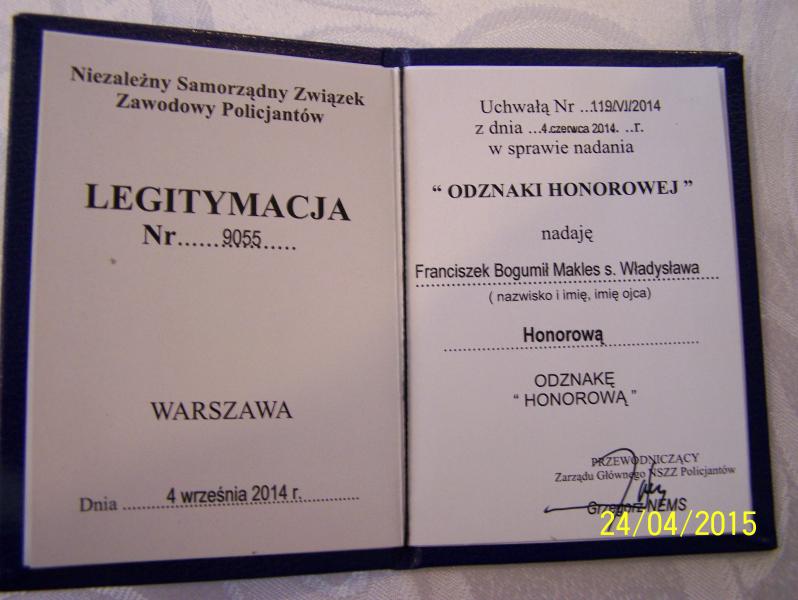 Niezależny Samorządny Związek
Zawodowy Policjantów
LEGITYMACJA
Nr......9055.....
WARSZAWA
Dnia ......4 września 2014 r..............
Uchwałą Nr ...119/VI/2014
z dnia ...4.czerwca 2014. ..r.
w sprawie nadania
“ ODZNAKI HONOROWEJ ”
nadaję
Franciszek Bogumił Makles s. Władysława
( nazwisko i imię, imię ojca)
Honorową
ODZNAKĘ
“ HONOROWĄ ”
PRZEWODNICZĄCY
Zarządu Głównego NSZZ Policjantów
Grzegorz NEMS
24/04/2015